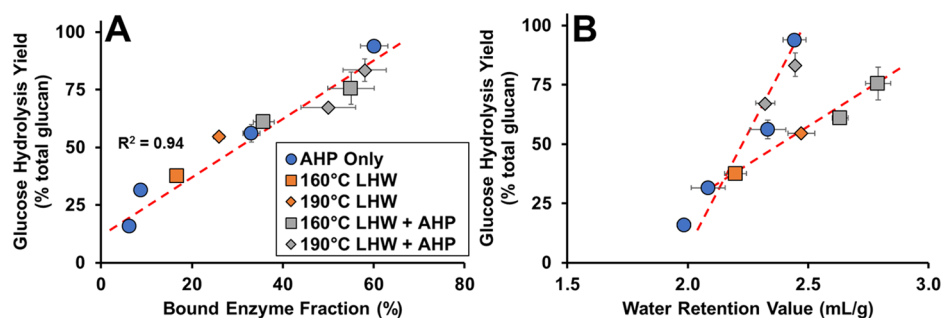 A
Glucose Hydrolysis Yield
(% total glucan)
100
75
50
25
0
R² = 0.94
AHP Only
160°C LHW
190°C LHW
160°C LHW + AHP
190°C LHW + AHP
0 20 40 60 80
Bound Enzyme Fraction (%)
B
Glucose Hydrolysis Yield
(% total glucan)
100
75
50
25
0
1.5 2.0 2.5 3.0
Water Retention Value (mL/g)